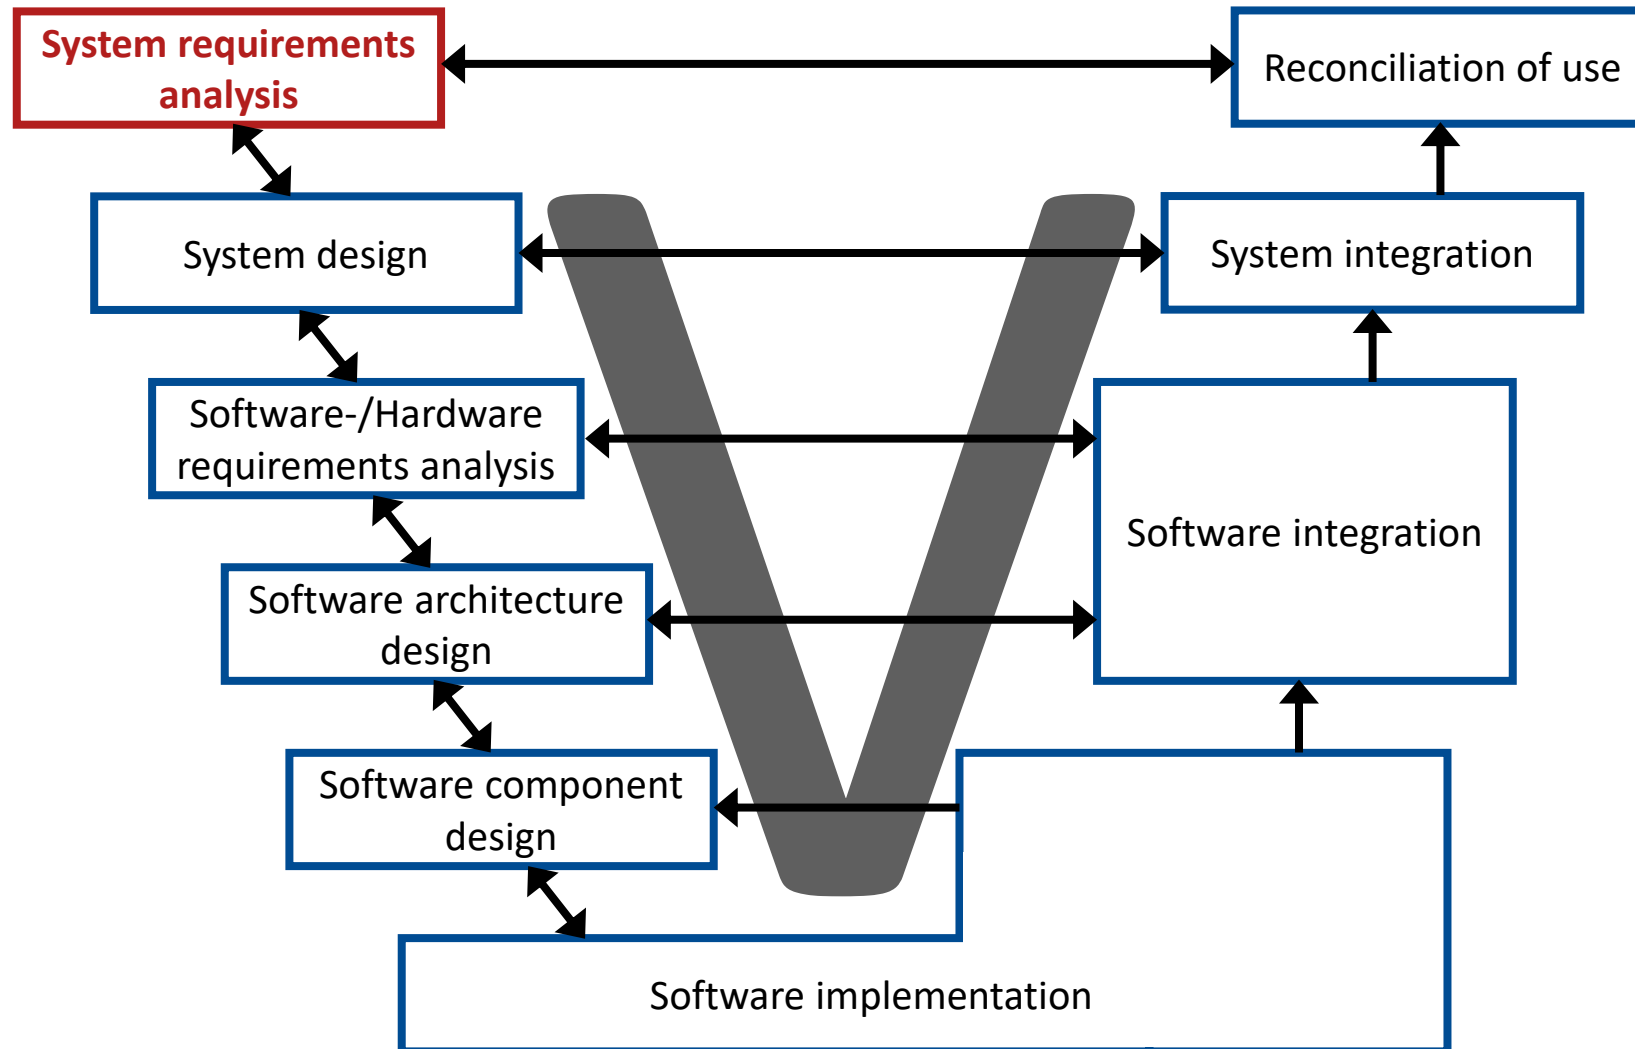 System requirements
analysis
Reconciliation of use
System design
System integration
Software-/Hardware
requirements analysis
Software integration
Software architecture
design
Software component
design
Software implementation